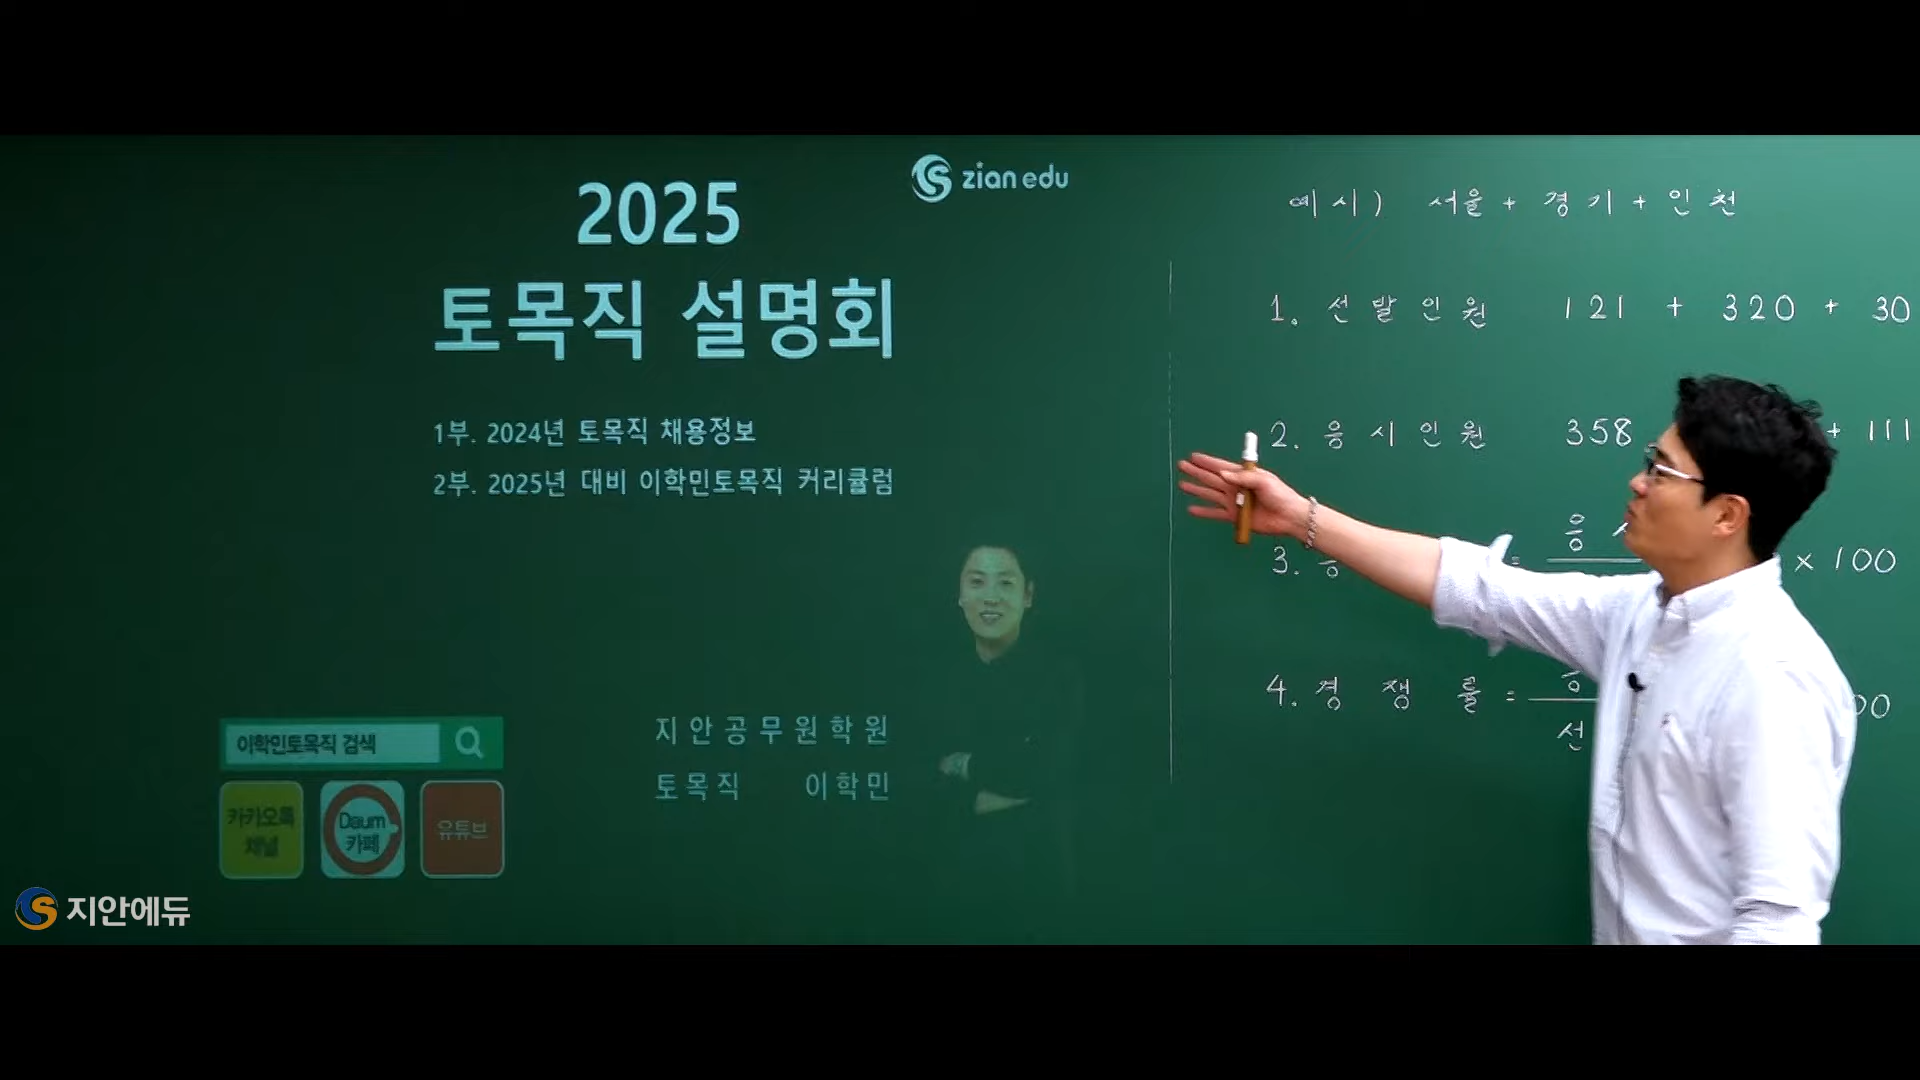 zian edu
2025
토목직 설명회
1부. 2024년 토목직 채용정보
2부. 2025년 대비 이학민토목직 커리큘럼
이학민토목직 검색
카카오톡
채널
Daum
카페
유튜브
지안공무원학원
토목직 이학민
지안에듀
예시) 서울 + 경기 + 인천
1. 선발인원 121 + 320 + 30
2. 응시인원 358 + 111
3. = × 100
4. 경쟁률 =